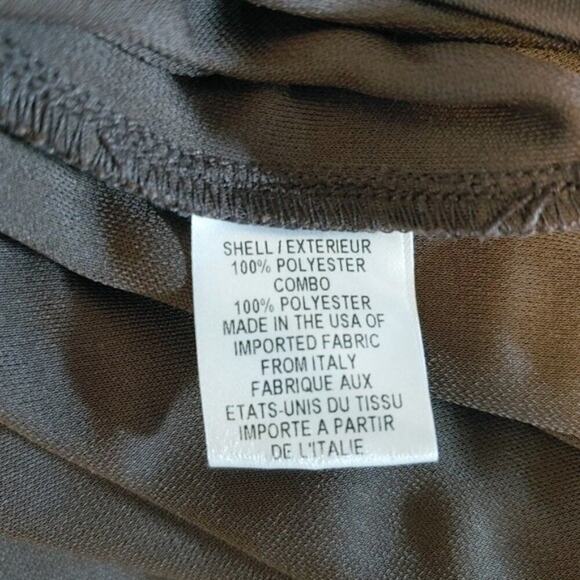 SHELL / EXTERIEUR
100% POLYESTER
COMBO
100% POLYESTER
MADE IN THE USA OF
IMPORTED FABRIC
FROM ITALY
FABRIQUE AUX
ETATS-UNIS DU TISSU
IMPORTE A PARTIR
DE L'ITALIE